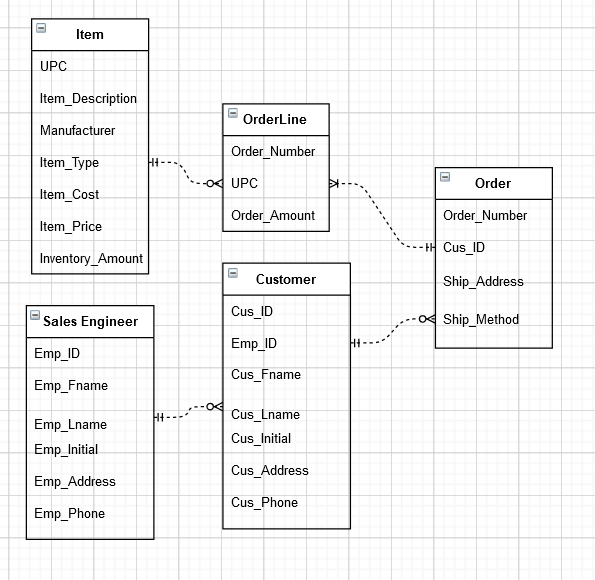 Item
UPC
Item_Description
Manufacturer
Item_Type
Item_Cost
Item_Price
Inventory_Amount
OrderLine
Order_Number
UPC
Order_Amount
Order
Order_Number
Cus_ID
Ship_Address
Ship_Method
Customer
Cus_ID
Emp_ID
Cus_Fname
Cus_Lname
Cus_Initial
Cus_Address
Cus_Phone
Sales Engineer
Emp_ID
Emp_Fname
Emp_Lname
Emp_Initial
Emp_Address
Emp_Phone